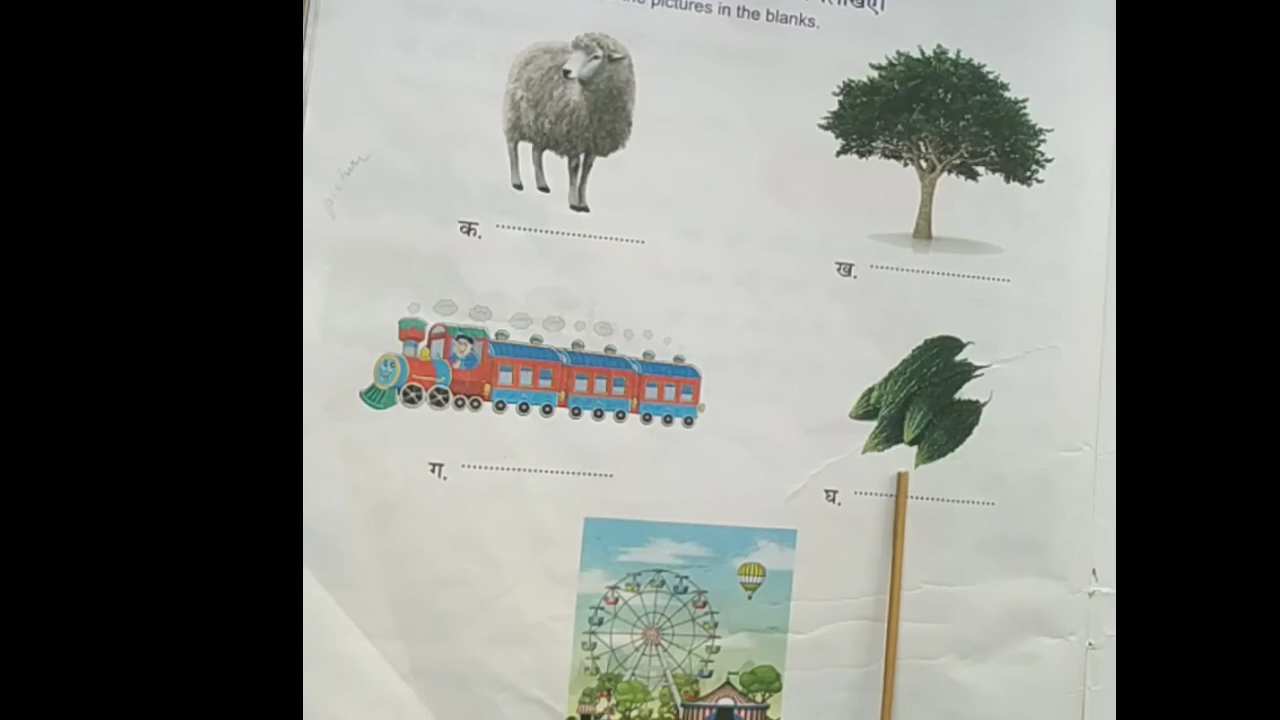 लिखिए।
the pictures in the blanks.
क. ........................
ख. ........................
ग. ........................
घ. ........................